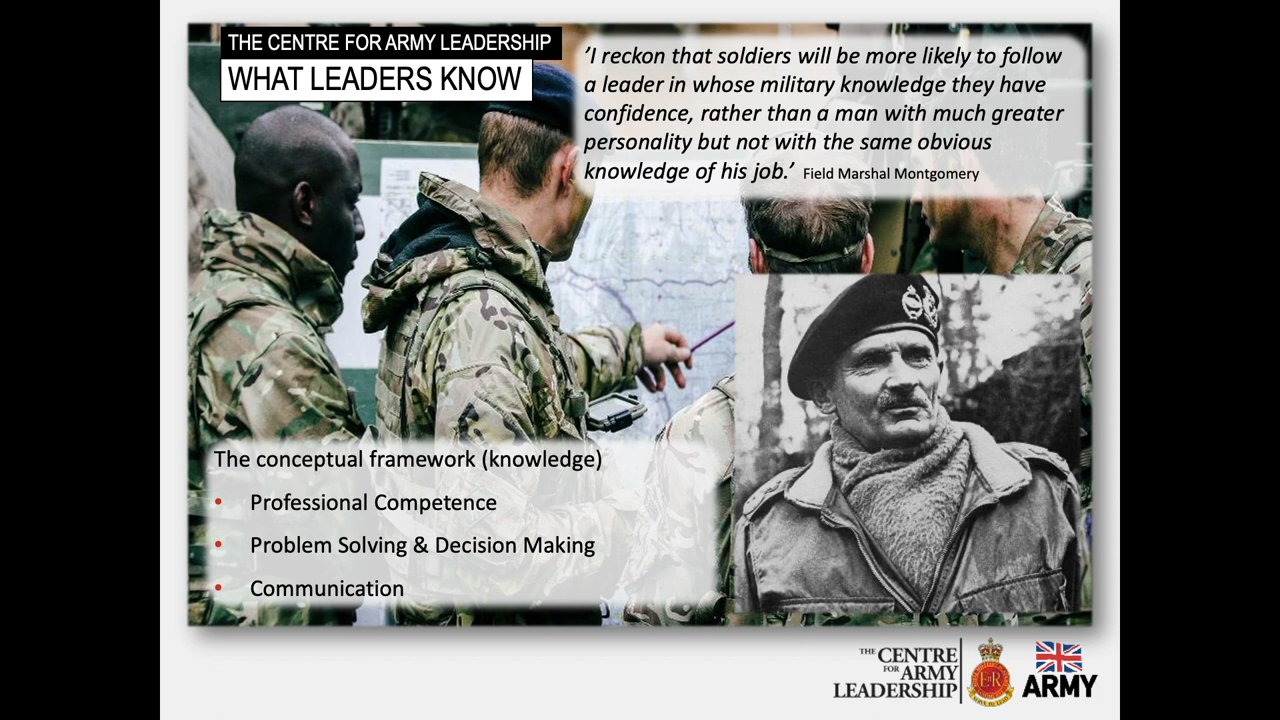 THE CENTRE FOR ARMY LEADERSHIP
WHAT LEADERS KNOW
’I reckon that soldiers will be more likely to follow
a leader in whose military knowledge they have
confidence, rather than a man with much greater
personality but not with the same obvious
knowledge of his job.’ Field Marshal Montgomery
The conceptual framework (knowledge)
• Professional Competence
• Problem Solving & Decision Making
• Communication
THE CENTRE
FOR ARMY
LEADERSHIP
EIIR
ARMY